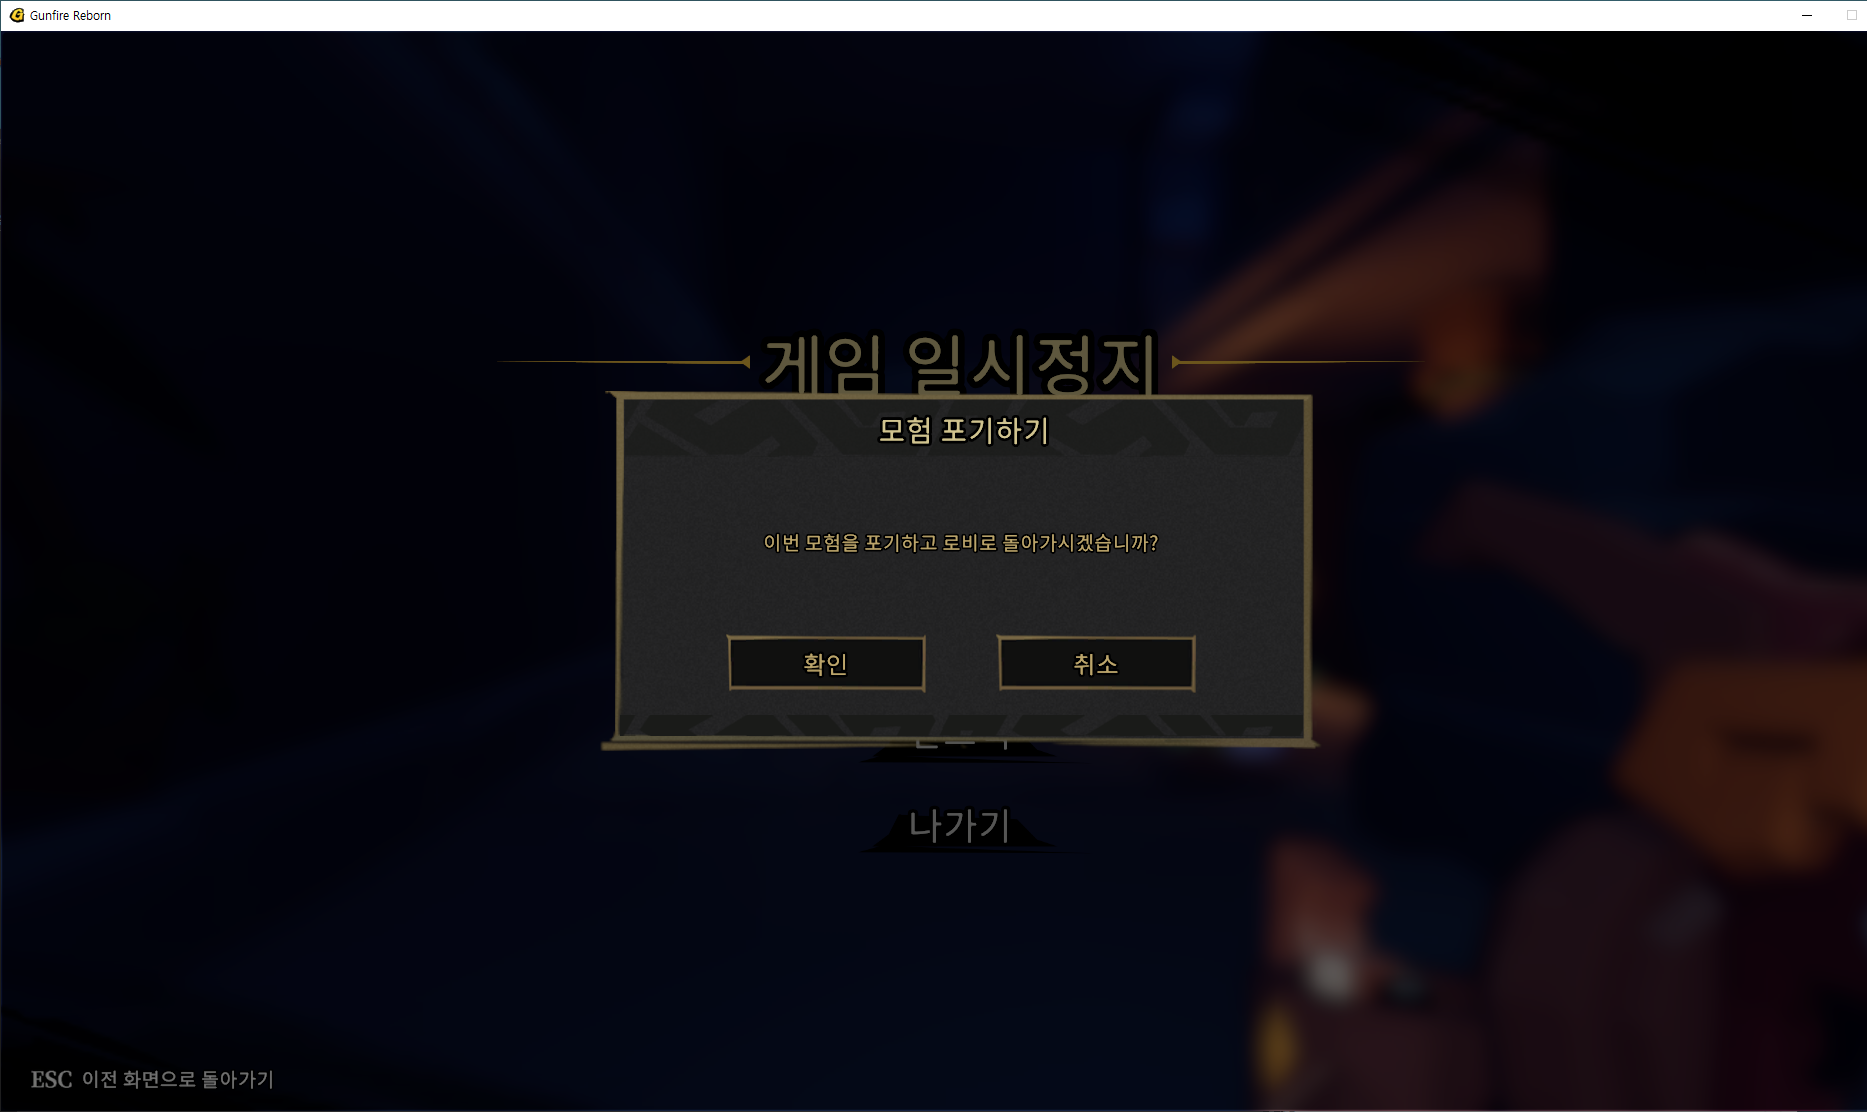 Gunfire Reborn
게임 일시정지
모험 포기하기
이번 모험을 포기하고 로비로 돌아가시겠습니까?
확인
취소
나가기
ESC 이전 화면으로 돌아가기